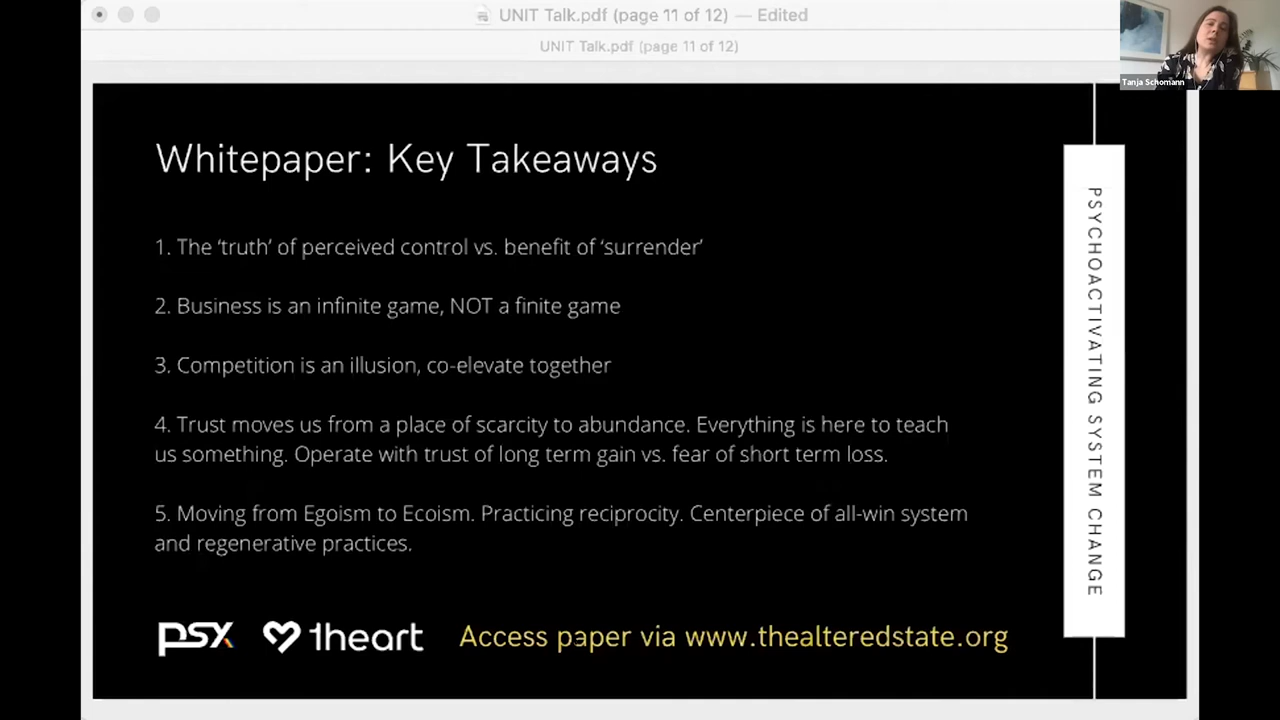 UNIT Talk.pdf (page 11 of 12) — Edited
UNIT Talk.pdf (page 11 of 12)
Tanja Schomann
Whitepaper: Key Takeaways
1. The ‘truth’ of perceived control vs. benefit of ‘surrender’
2. Business is an infinite game, NOT a finite game
3. Competition is an illusion, co-elevate together
4. Trust moves us from a place of scarcity to abundance. Everything is here to teach
us something. Operate with trust of long term gain vs. fear of short term loss.
5. Moving from Egoism to Ecoism. Practicing reciprocity. Centerpiece of all-win system
and regenerative practices.
PSYCHOACTIVATING SYSTEM CHANGE
psx 1heart Access paper via www.thealteredstate.org